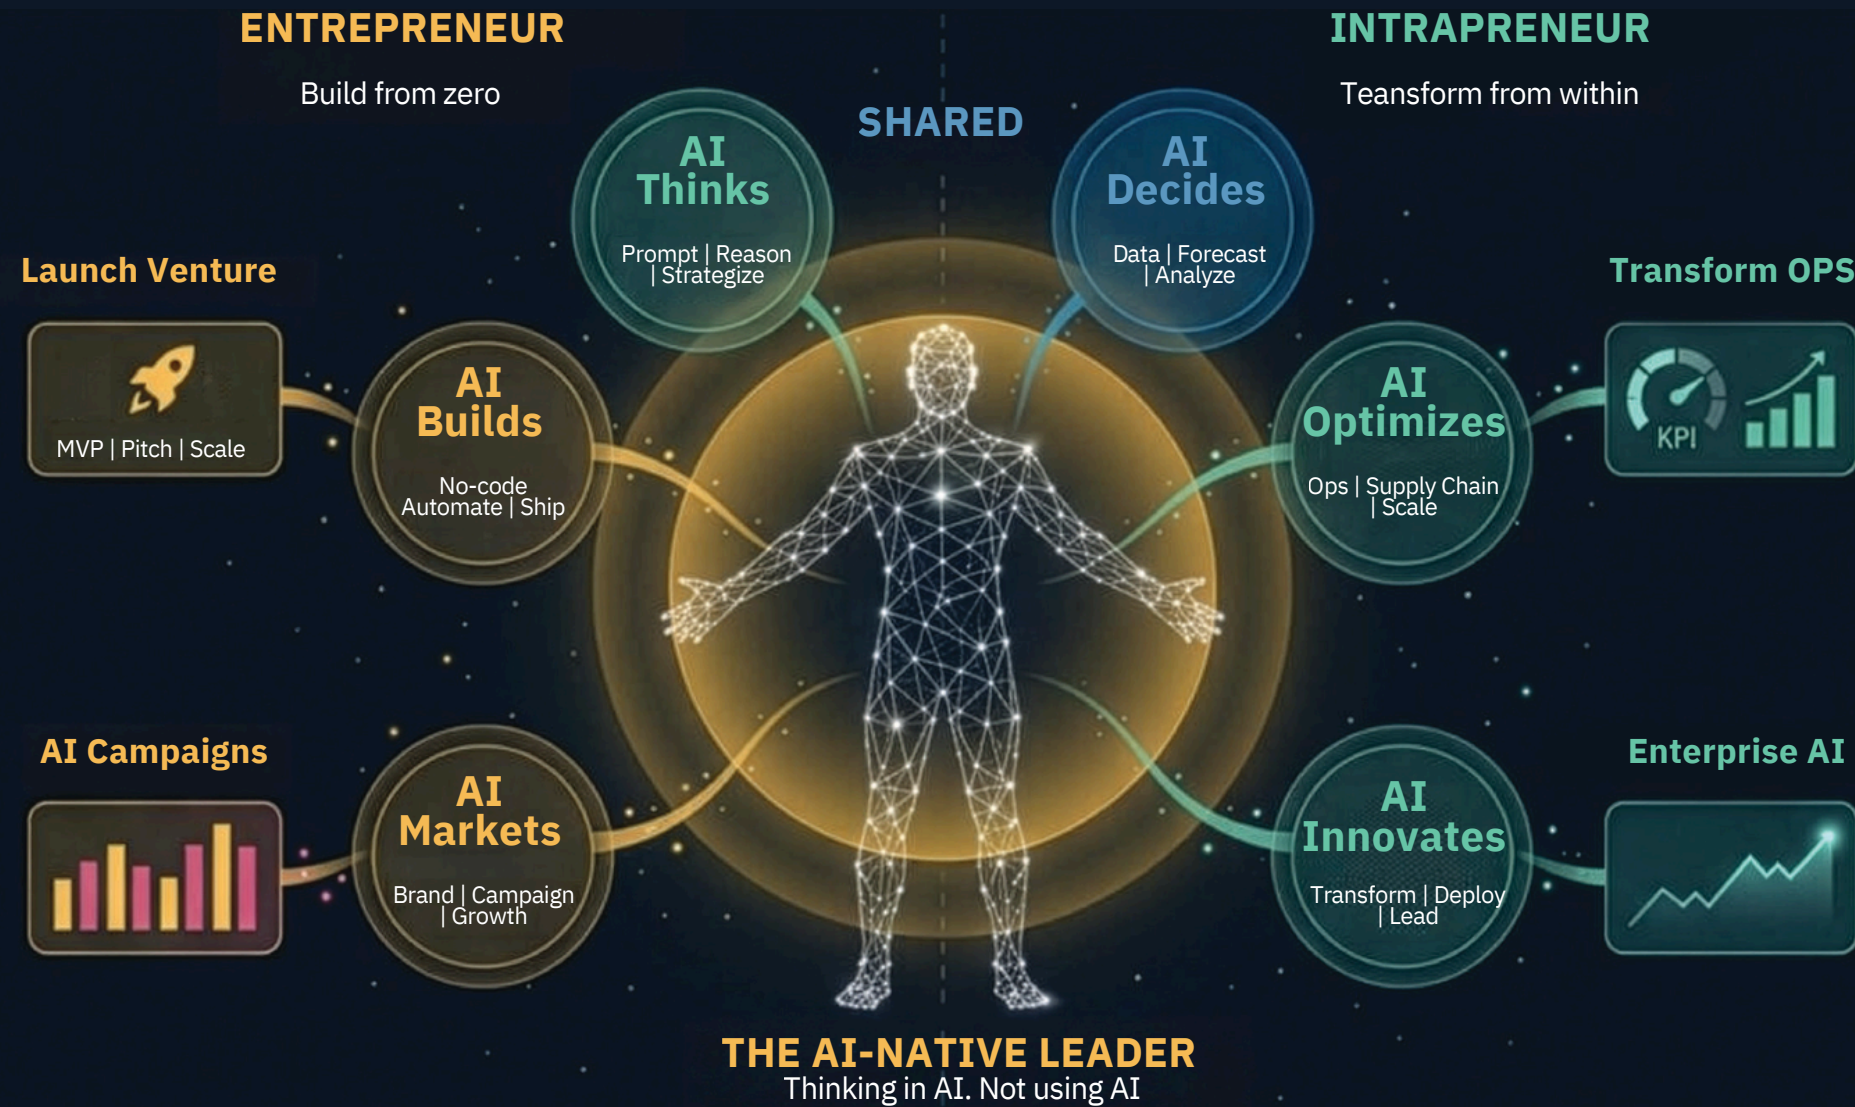 ENTREPRENEUR
Build from zero
SHARED
INTRAPRENEUR
Teansform from within
AI
Thinks
Prompt | Reason
| Strategize
AI
Decides
Data | Forecast
| Analyze
Launch Venture
MVP | Pitch | Scale
AI
Builds
No-code
Automate | Ship
AI
Optimizes
Ops | Supply Chain
| Scale
Transform OPS
KPI
AI Campaigns
AI
Markets
Brand | Campaign
| Growth
AI
Innovates
Transform | Deploy
| Lead
Enterprise AI
THE AI-NATIVE LEADER
Thinking in AI. Not using AI